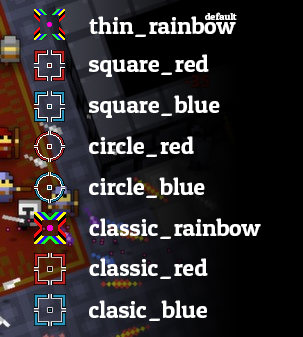 default
thin_rainbow
square_red
square_blue
circle_red
circle_blue
classic_rainbow
classic_red
clasic_blue